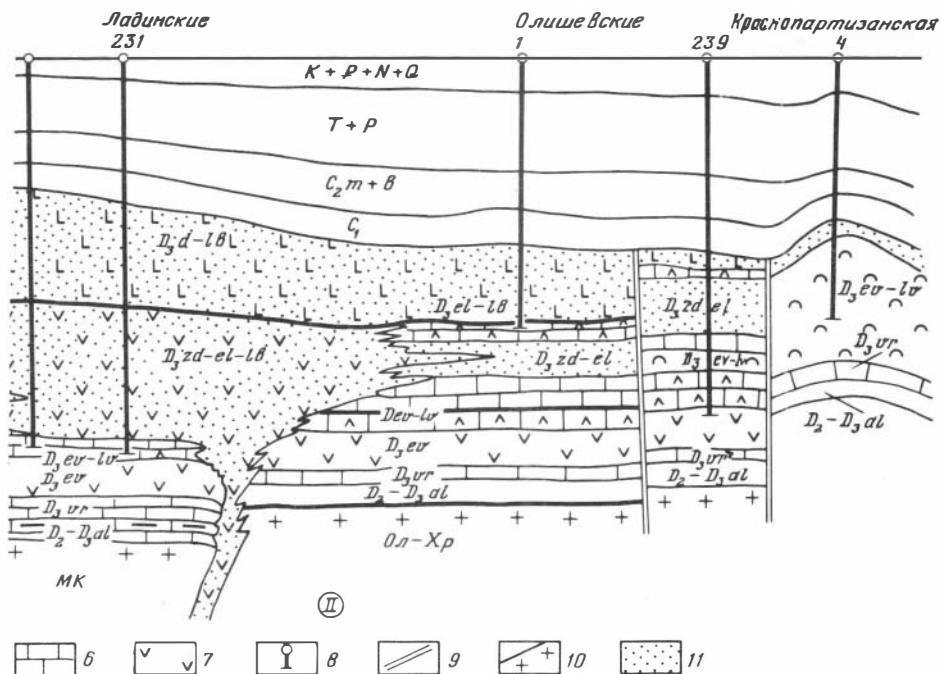 Ладинские Олишевские Краснопартизанская
231 1 239 4
K + P + N + Q
T + P
C₂m + в
C₁
D₃d-lв
D₃el-lв
D₃zd-el
D₃ev-lv
D₃zd-el-lв
D₃zd-el
D₃ev-lv
D₃vr
Dev-lv
D₂-D₃al
D₃ev-lv
D₃ev
D₃ev
D₃vr
D₃vr
D₂-D₃al
D₃vr
D₂-D₃al
D₂-D₃al
Ол-Хр
МК
II
6 7 8 9 10 11